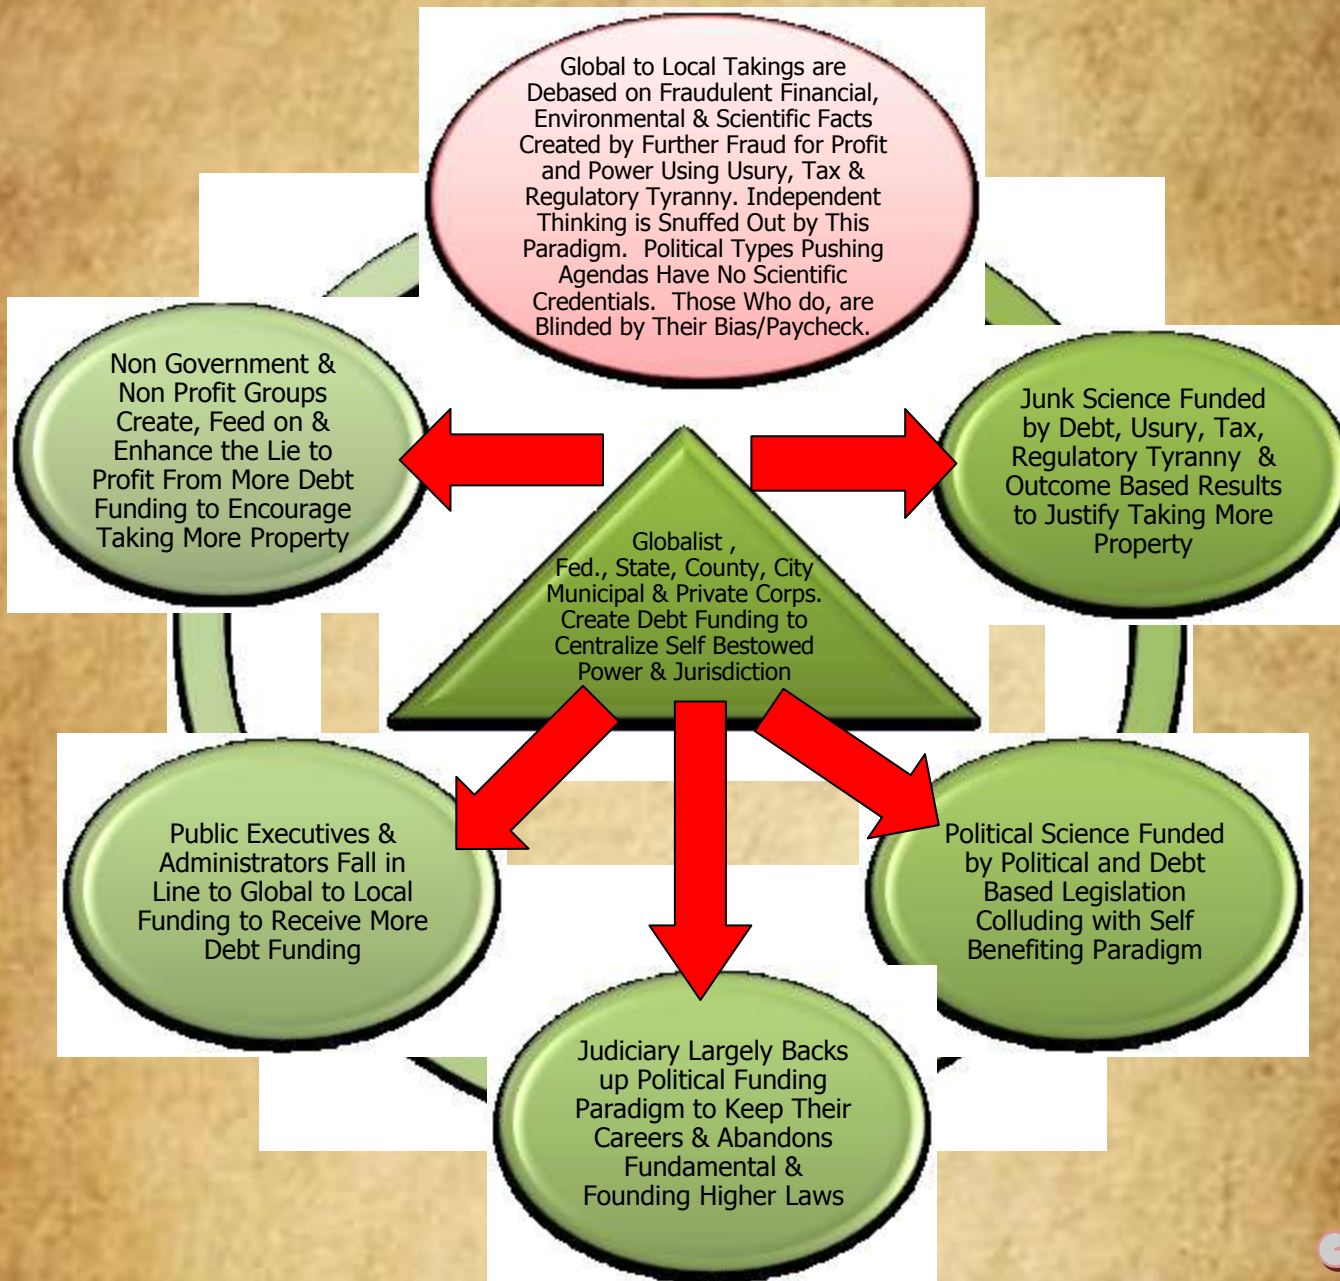 Global to Local Takings are
Debased on Fraudulent Financial,
Environmental & Scientific Facts
Created by Further Fraud for Profit
and Power Using Usury, Tax &
Regulatory Tyranny. Independent
Thinking is Snuffed Out by This
Paradigm. Political Types Pushing
Agendas Have No Scientific
Credentials. Those Who do, are
Blinded by Their Bias/Paycheck.
Non Government &
Non Profit Groups
Create, Feed on &
Enhance the Lie to
Profit From More Debt
Funding to Encourage
Taking More Property
Junk Science Funded
by Debt, Usury, Tax,
Regulatory Tyranny &
Outcome Based Results
to Justify Taking More
Property
Globalist ,
Fed., State, County, City
Municipal & Private Corps.
Create Debt Funding to
Centralize Self Bestowed
Power & Jurisdiction
Public Executives &
Administrators Fall in
Line to Global to Local
Funding to Receive More
Debt Funding
Political Science Funded
by Political and Debt
Based Legislation
Colluding with Self
Benefiting Paradigm
Judiciary Largely Backs
up Political Funding
Paradigm to Keep Their
Careers & Abandons
Fundamental &
Founding Higher Laws